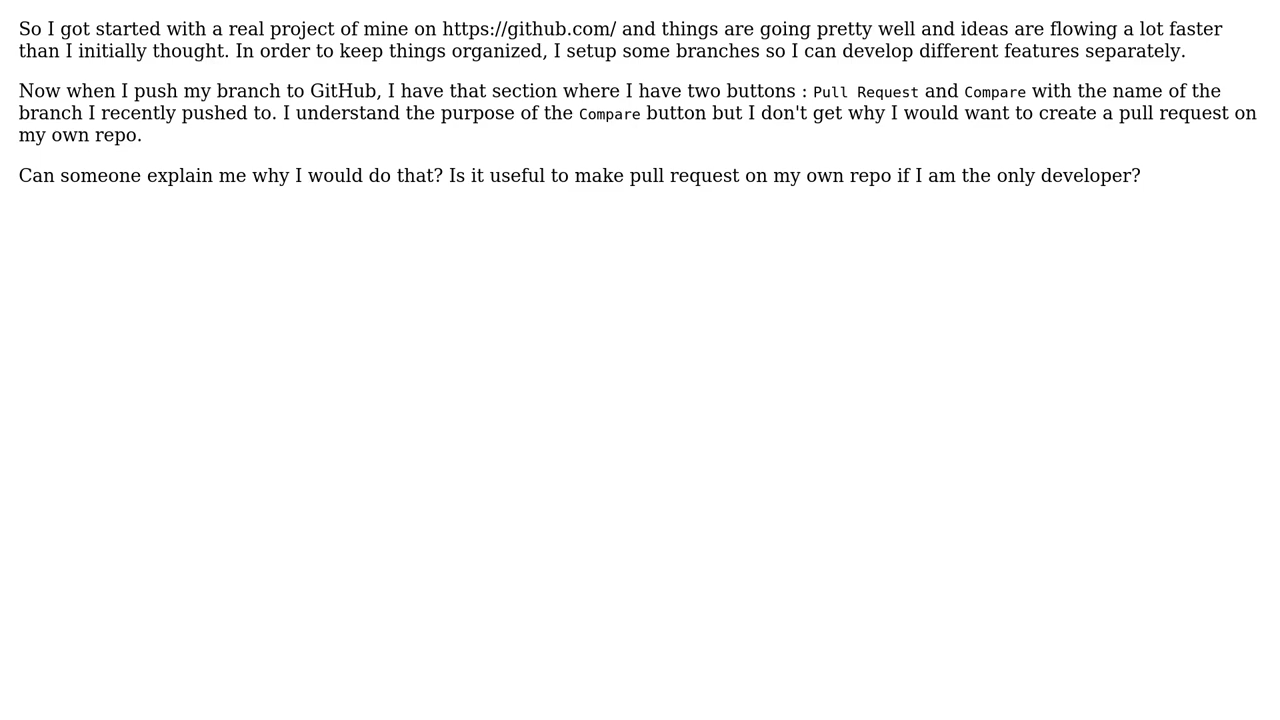 So I got started with a real project of mine on https://github.com/ and things are going pretty well and ideas are flowing a lot faster
than I initially thought. In order to keep things organized, I setup some branches so I can develop different features separately.
Now when I push my branch to GitHub, I have that section where I have two buttons : Pull Request and Compare with the name of the
branch I recently pushed to. I understand the purpose of the Compare button but I don't get why I would want to create a pull request on
my own repo.
Can someone explain me why I would do that? Is it useful to make pull request on my own repo if I am the only developer?